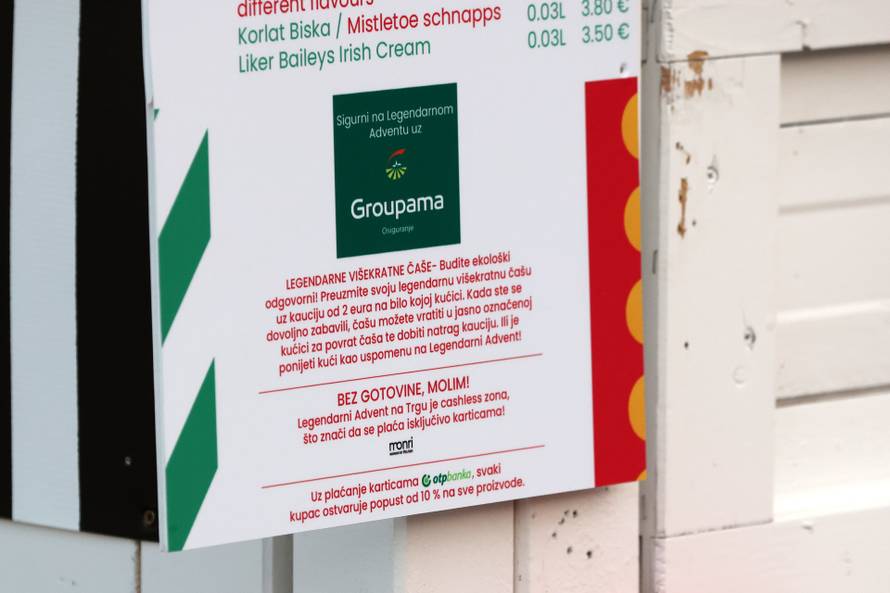 different flavours
Korlat Biska / Mistletoe schnapps 0.03L 3.80 €
Liker Baileys Irish Cream 0.03L 3.50 €
Sigurni na Legendarnom
Adventu uz
Groupama
Osiguranje
LEGENDARNE VIŠEKRATNE ČAŠE- Budite ekološki
odgovorni! Preuzmite svoju legendarnu višekratnu čašu
uz kauciju od 2 eura na bilo kojoj kućici. Kada ste se
dovoljno zabavili, čašu možete vratiti u jasno označenoj
kućici za povrat čaša te dobiti natrag kauciju. Ili je
ponijeti kući kao uspomenu na Legendarni Advent!
BEZ GOTOVINE, MOLIM!
Legendarni Advent na Trgu je cashless zona,
što znači da se plaća isključivo karticama!
monri
Uz plaćanje karticama otpbanka, svaki
kupac ostvaruje popust od 10 % na sve proizvode.